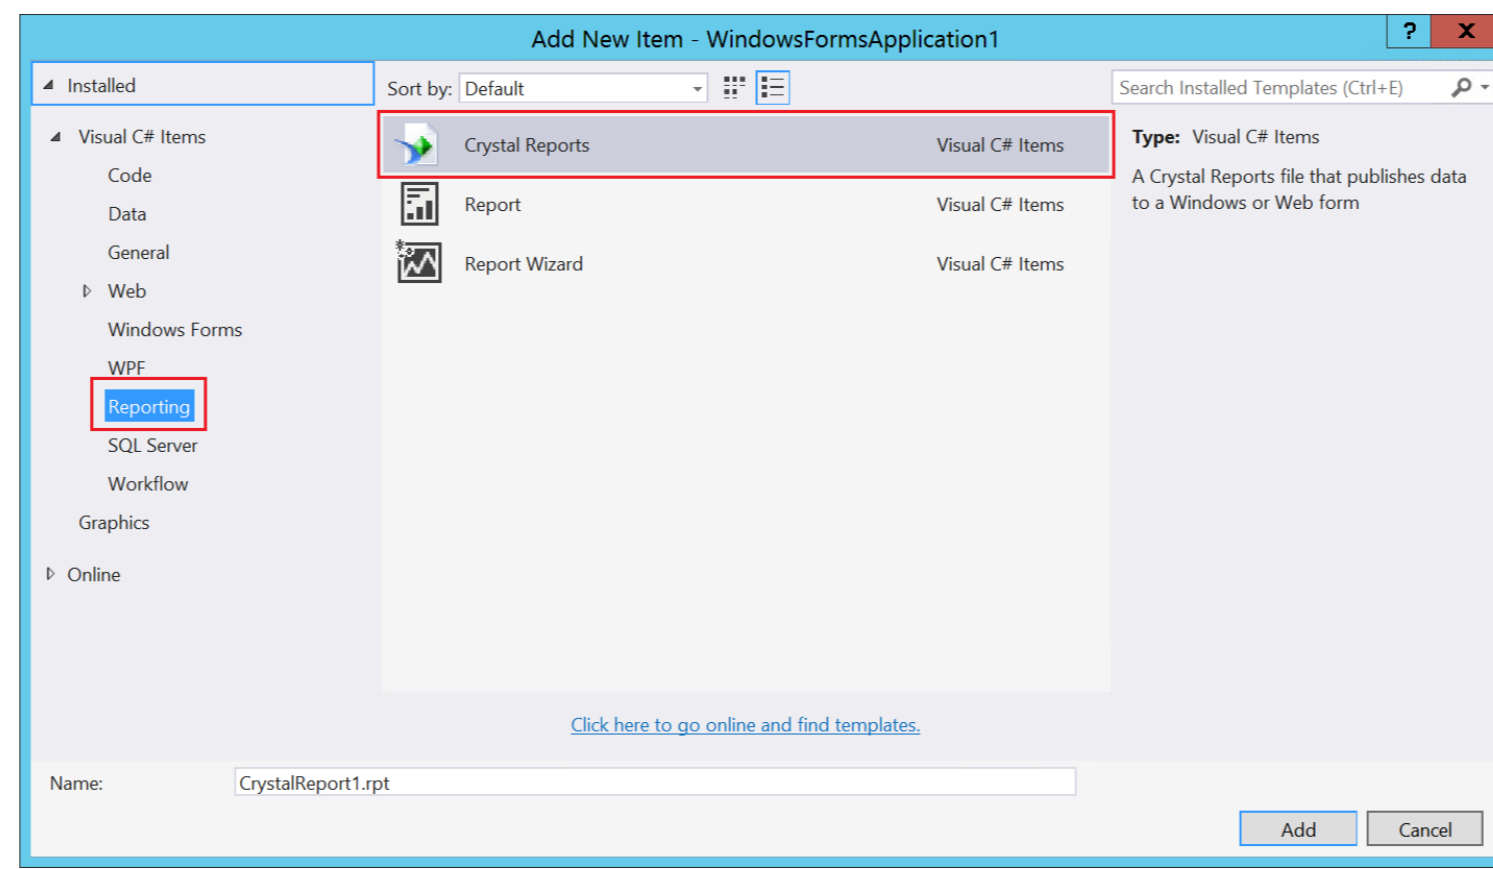 Add New Item - WindowsFormsApplication1
?
X
Installed
Sort by: Default
Search Installed Templates (Ctrl+E)
Visual C# Items
Code
Data
General
Web
Windows Forms
WPF
Reporting
SQL Server
Workflow
Graphics
Online
Crystal Reports Visual C# Items
Report Visual C# Items
Report Wizard Visual C# Items
Type: Visual C# Items
A Crystal Reports file that publishes data
to a Windows or Web form
Click here to go online and find templates.
Name: CrystalReport1.rpt
Add
Cancel